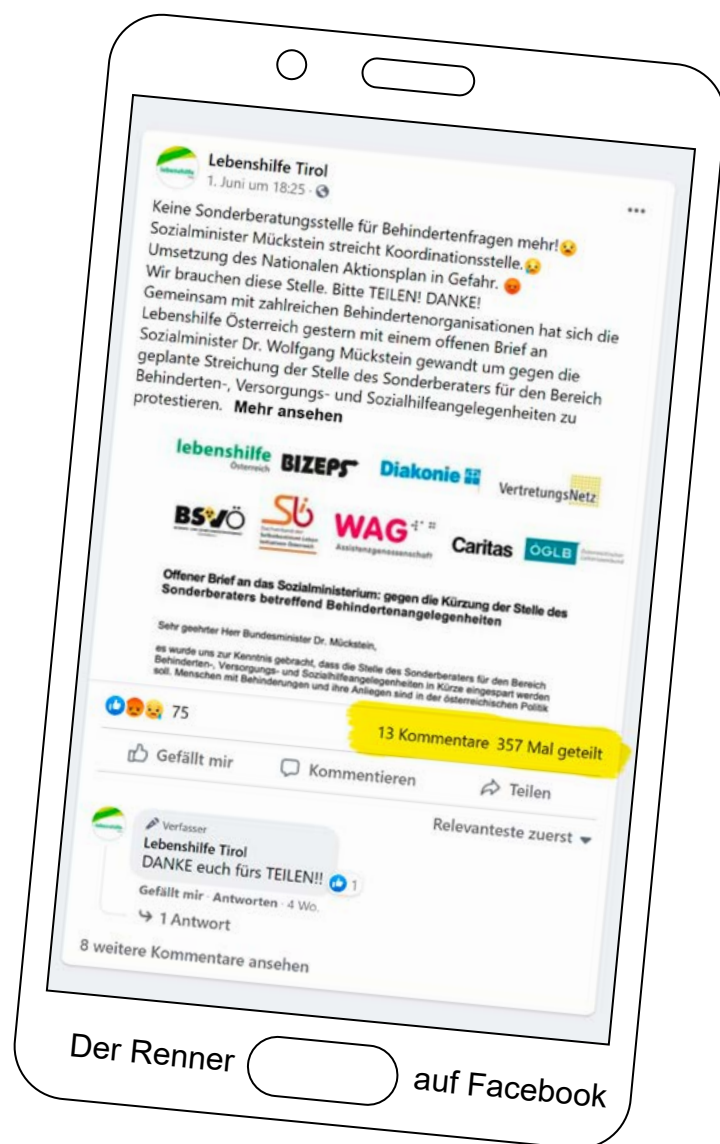 Lebenshilfe Tirol
1. Juni um 18:25 ·
Keine Sonderberatungsstelle für Behindertenfragen mehr!😟
Sozialminister Mückstein streicht Koordinationsstelle.😢
Umsetzung des Nationalen Aktionsplan in Gefahr. 😡
Wir brauchen diese Stelle. Bitte TEILEN! DANKE!
Gemeinsam mit zahlreichen Behindertenorganisationen hat sich die
Lebenshilfe Österreich gestern mit einem offenen Brief an
Sozialminister Dr. Wolfgang Mückstein gewandt um gegen die
geplante Streichung der Stelle des Sonderberaters für den Bereich
Behinderten-, Versorgungs- und Sozialhilfeangelegenheiten zu
protestieren. Mehr ansehen
lebenshilfe
Österreich
BIZEPS
Diakonie
VertretungsNetz
BSVÖ
SLI
WAG
Assistenzgenossenschaft
Caritas
ÖGLB
Offener Brief an das Sozialministerium: gegen die Kürzung der Stelle des
Sonderberaters betreffend Behindertenangelegenheiten
Sehr geehrter Herr Bundesminister Dr. Mückstein,
es wurde uns zur Kenntnis gebracht, dass die Stelle des Sonderberaters für den Bereich
Behinderten-, Versorgungs- und Sozialhilfeangelegenheiten in Kürze eingespart werden
soll. Menschen mit Behinderungen und ihre Anliegen sind in der österreichischen Politik
75
13 Kommentare 357 Mal geteilt
Gefällt mir
Kommentieren
Teilen
Relevanteste zuerst
Verfasser
Lebenshilfe Tirol
DANKE euch fürs TEILEN!!
1
Gefällt mir · Antworten · 4 Wo.
1 Antwort
8 weitere Kommentare ansehen
Der Renner auf Facebook